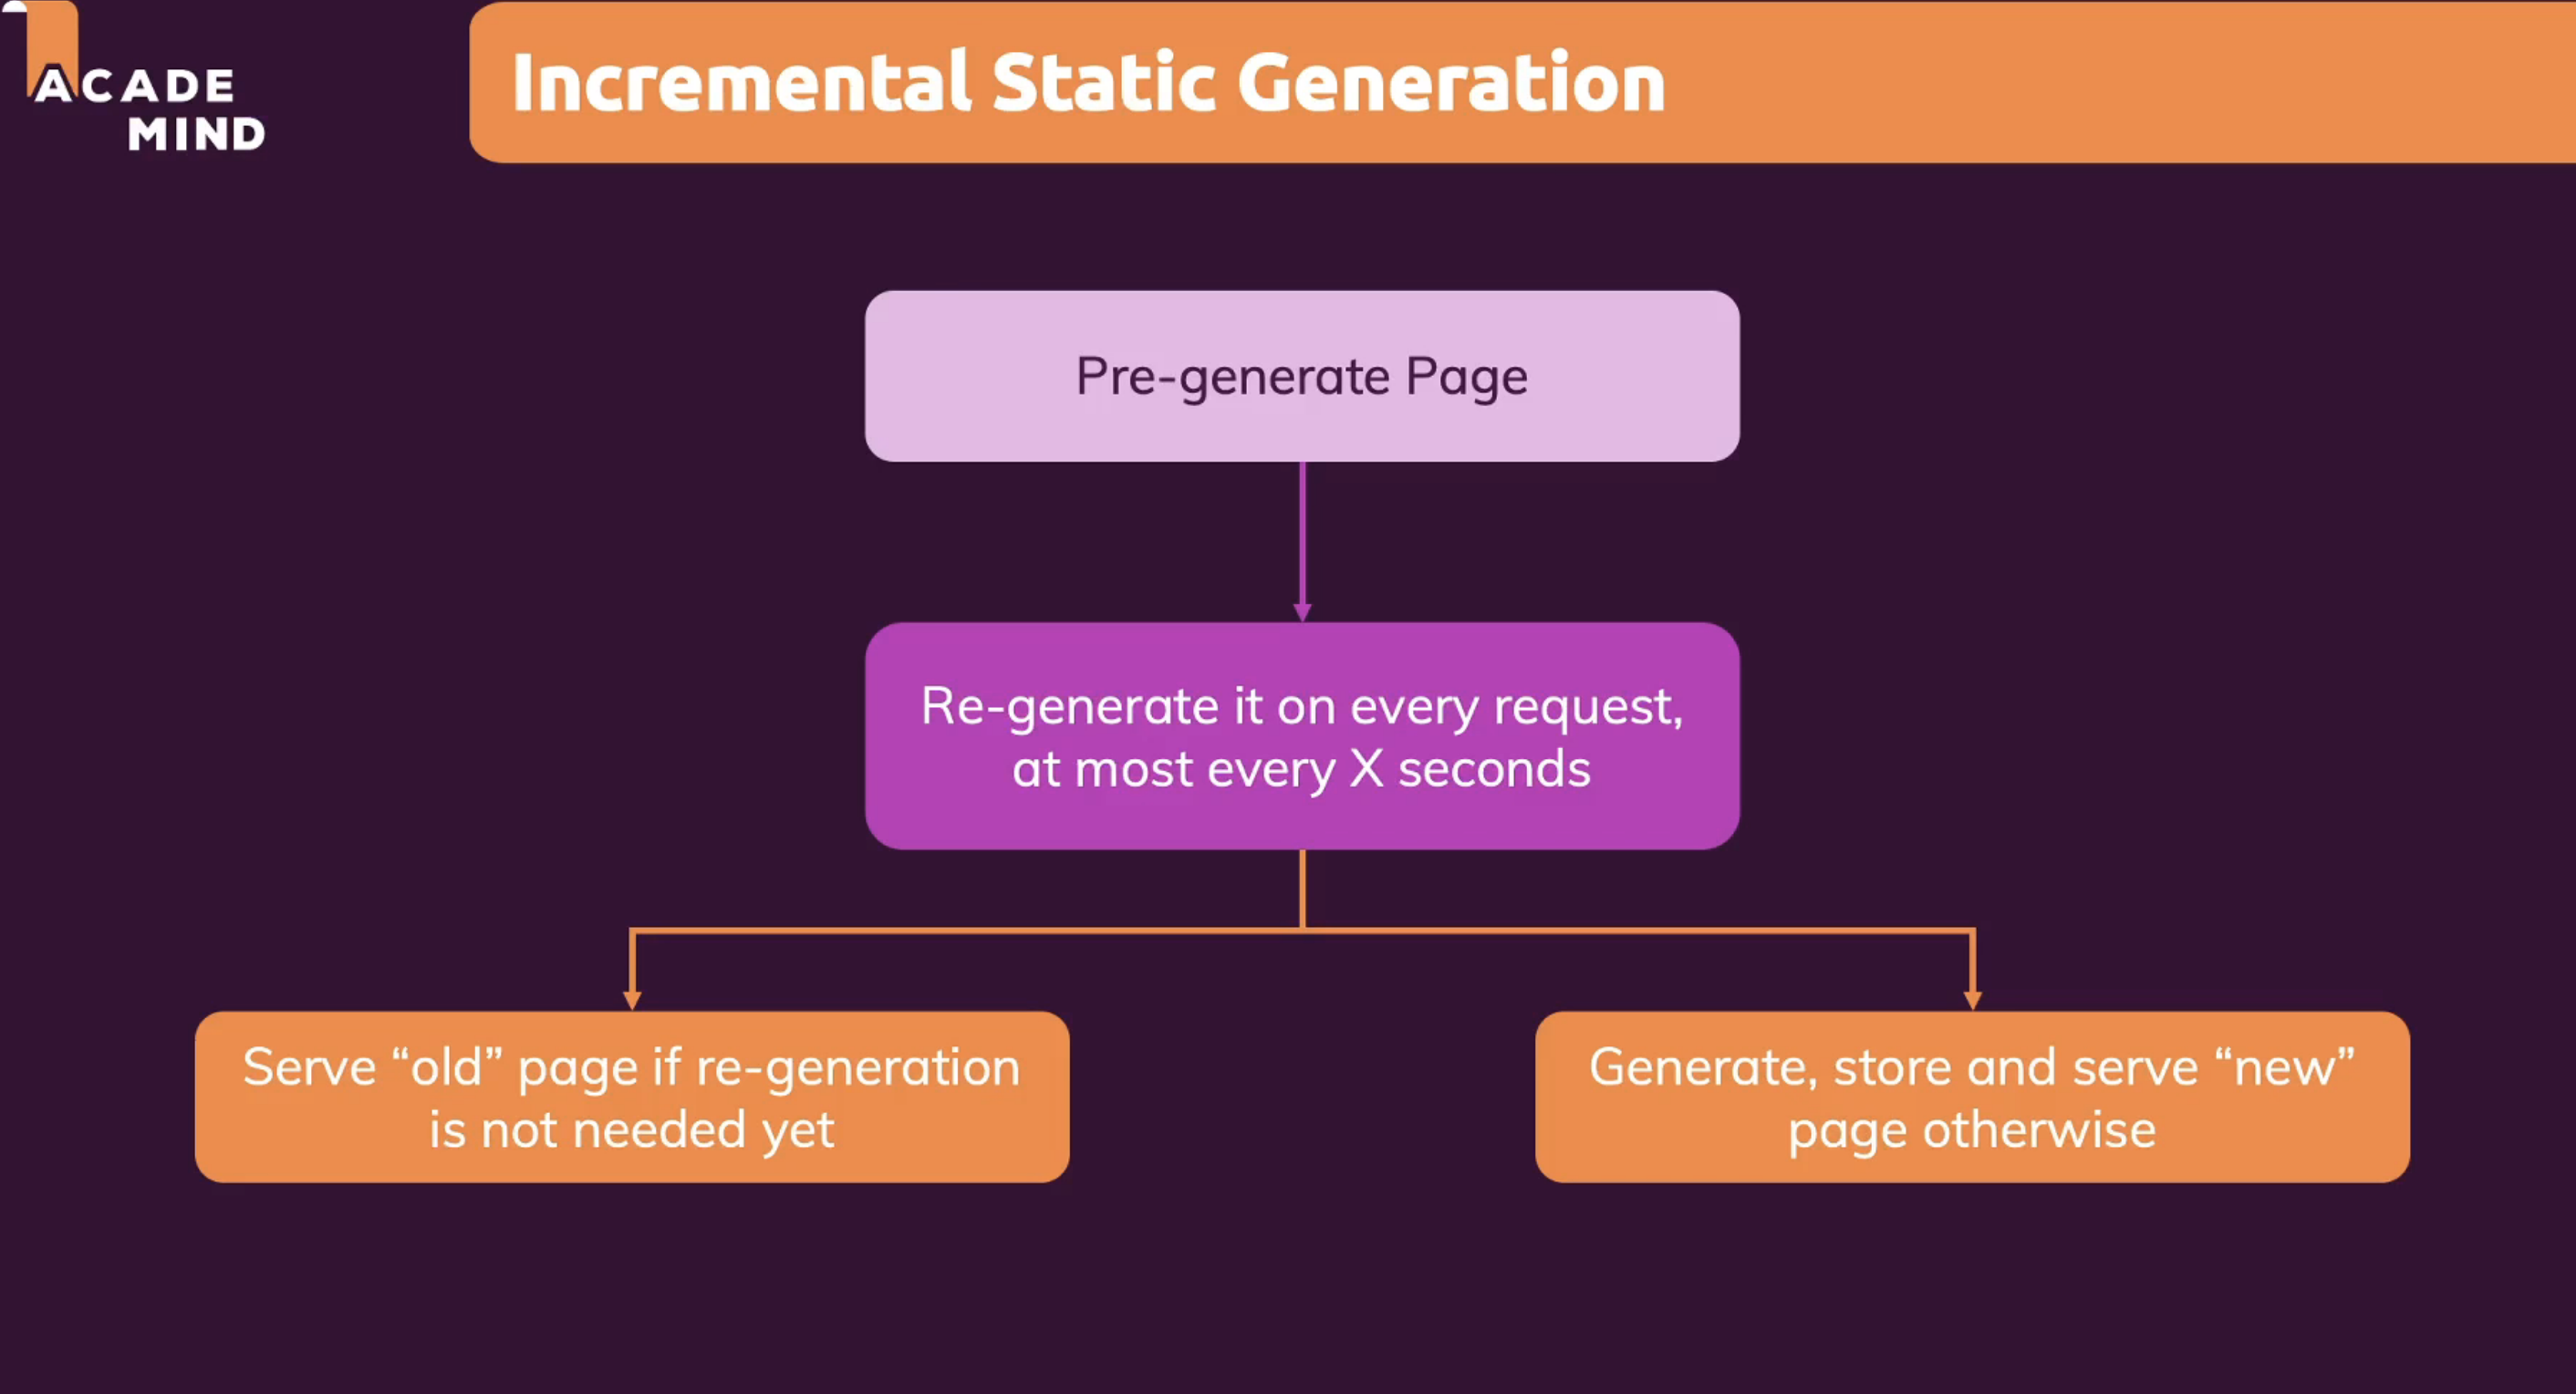 ACADE
MIND
Incremental Static Generation
Pre-generate Page
Re-generate it on every request,
at most every X seconds
Serve “old” page if re-generation
is not needed yet
Generate, store and serve “new”
page otherwise